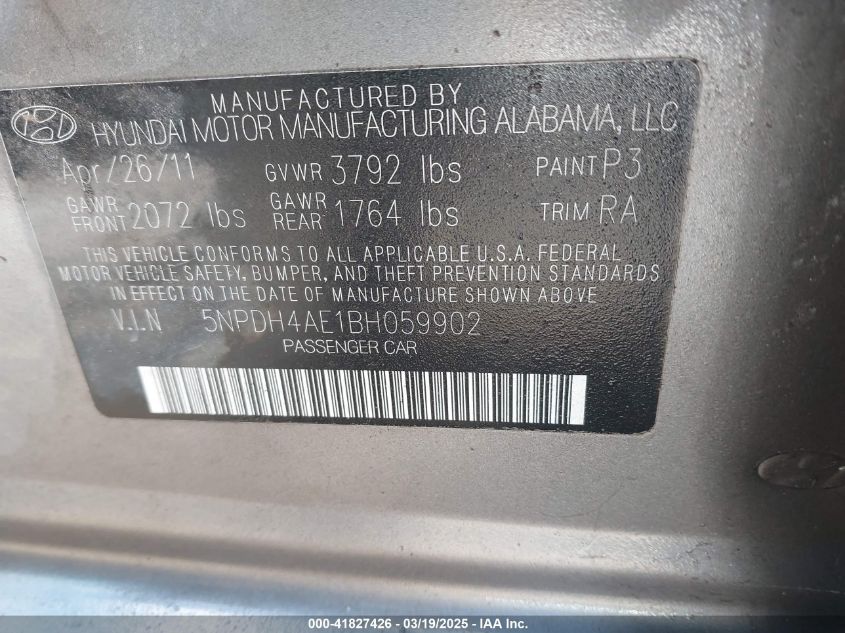 MANUFACTURED BY
HYUNDAI MOTOR MANUFACTURING ALABAMA, LLC
Apr/26/11 GVWR 3792 lbs PAINT P3
GAWR FRONT 2072 lbs GAWR REAR 1764 lbs TRIM RA
THIS VEHICLE CONFORMS TO ALL APPLICABLE U.S.A. FEDERAL
MOTOR VEHICLE SAFETY, BUMPER, AND THEFT PREVENTION STANDARDS
IN EFFECT ON THE DATE OF MANUFACTURE SHOWN ABOVE
V.I.N 5NPDH4AE1BH059902
PASSENGER CAR
000-41827426 - 03/19/2025 - IAA Inc.